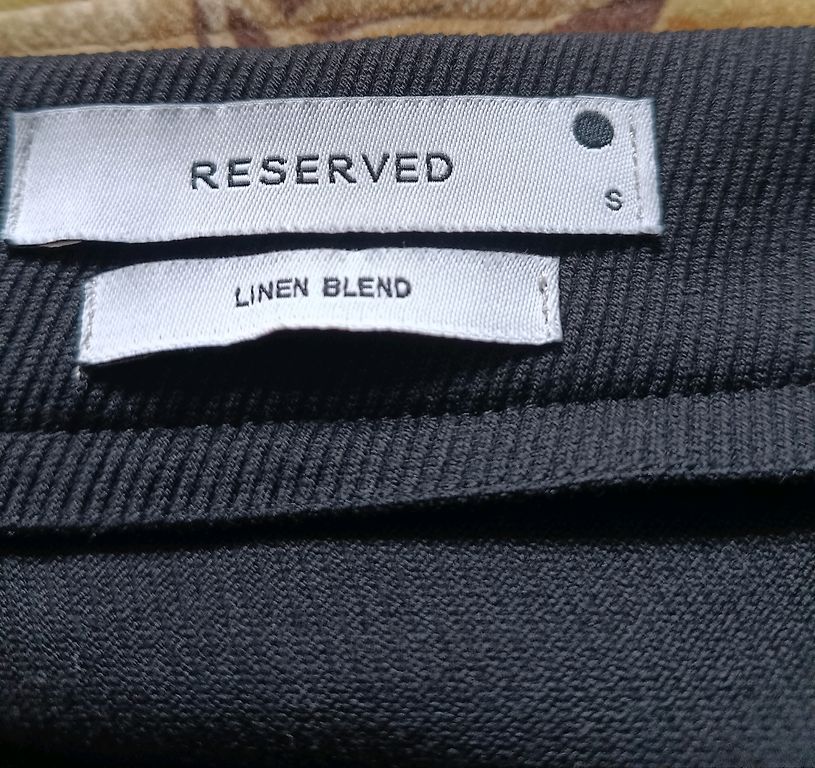 RESERVED
S
LINEN BLEND